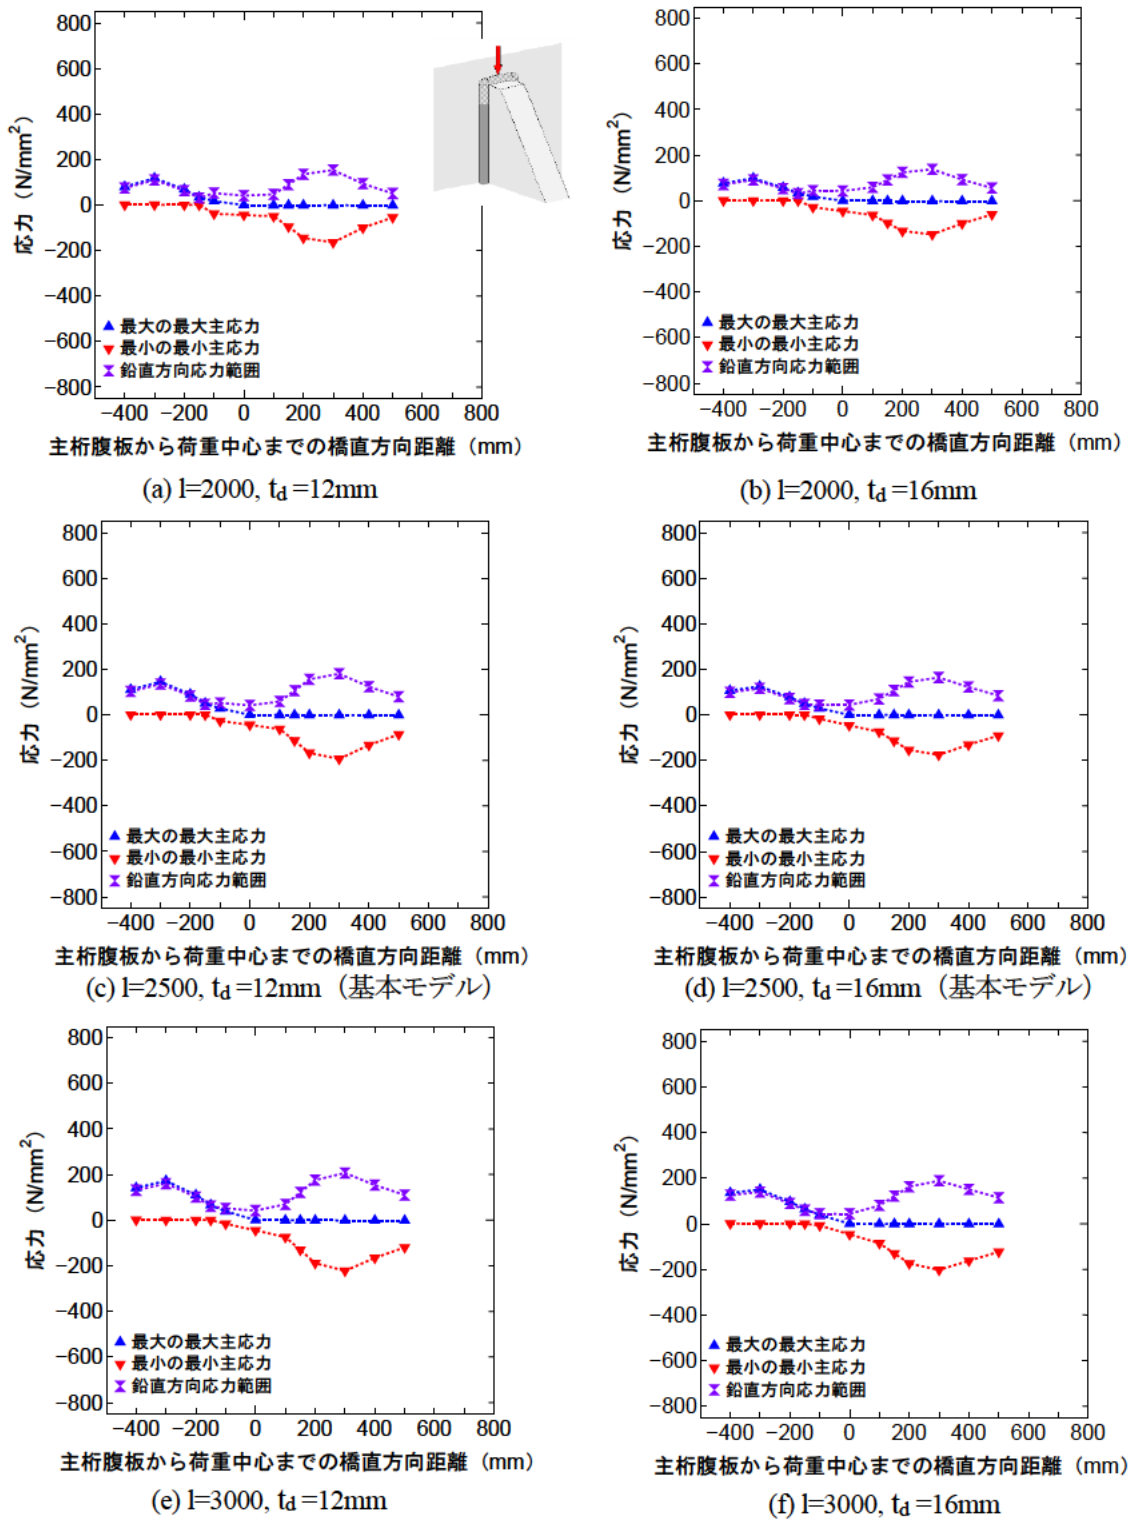 800
600
400
200
0
−200
−400
−600
−800
応力（N/mm²）
最大の最大主応力
最小の最小主応力
鉛直方向応力範囲
−400 −200 0 200 400 600 800
主桁腹板から荷重中心までの橋直方向距離（mm）
(a) l=2000, td =12mm
800
600
400
200
0
−200
−400
−600
−800
応力（N/mm²）
最大の最大主応力
最小の最小主応力
鉛直方向応力範囲
−400 −200 0 200 400 600 800
主桁腹板から荷重中心までの橋直方向距離（mm）
(b) l=2000, td =16mm
800
600
400
200
0
−200
−400
−600
−800
応力（N/mm²）
最大の最大主応力
最小の最小主応力
鉛直方向応力範囲
−400 −200 0 200 400 600 800
主桁腹板から荷重中心までの橋直方向距離（mm）
(c) l=2500, td =12mm（基本モデル）
800
600
400
200
0
−200
−400
−600
−800
応力（N/mm²）
最大の最大主応力
最小の最小主応力
鉛直方向応力範囲
−400 −200 0 200 400 600 800
主桁腹板から荷重中心までの橋直方向距離（mm）
(d) l=2500, td =16mm（基本モデル）
800
600
400
200
0
−200
−400
−600
−800
応力（N/mm²）
最大の最大主応力
最小の最小主応力
鉛直方向応力範囲
−400 −200 0 200 400 600 800
主桁腹板から荷重中心までの橋直方向距離（mm）
(e) l=3000, td =12mm
800
600
400
200
0
−200
−400
−600
−800
応力（N/mm²）
最大の最大主応力
最小の最小主応力
鉛直方向応力範囲
−400 −200 0 200 400 600 800
主桁腹板から荷重中心までの橋直方向距離（mm）
(f) l=3000, td =16mm